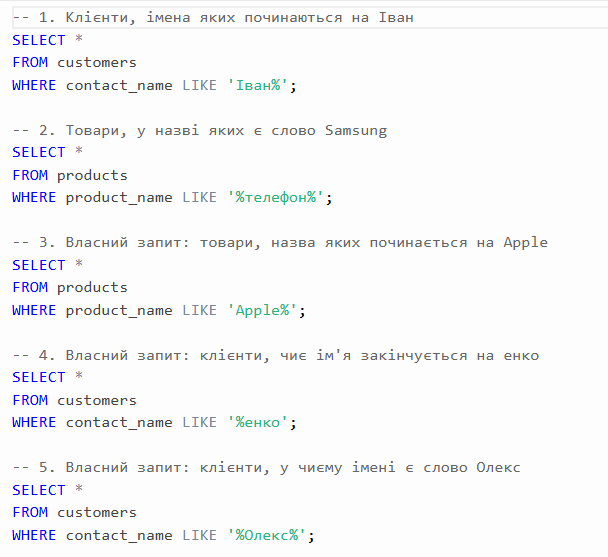 -- 1. Клієнти, імена яких починаються на Іван
SELECT *
FROM customers
WHERE contact_name LIKE 'Іван%';
-- 2. Товари, у назві яких є слово Samsung
SELECT *
FROM products
WHERE product_name LIKE '%телефон%';
-- 3. Власний запит: товари, назва яких починається на Apple
SELECT *
FROM products
WHERE product_name LIKE 'Apple%';
-- 4. Власний запит: клієнти, чиє ім'я закінчується на енко
SELECT *
FROM customers
WHERE contact_name LIKE '%енко';
-- 5. Власний запит: клієнти, у чиєму імені є слово Олекс
SELECT *
FROM customers
WHERE contact_name LIKE '%Олекс%';